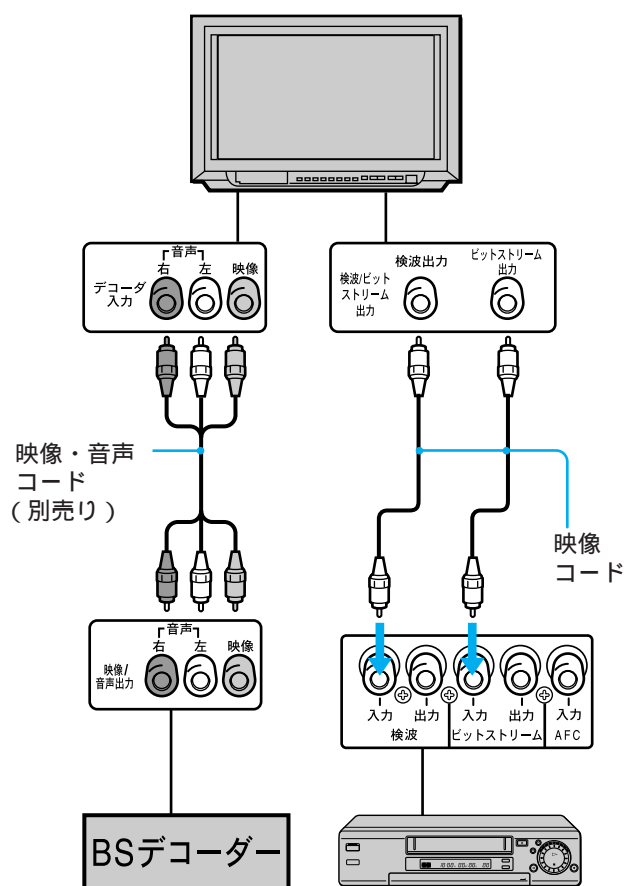 音声
右 左 映像
デコーダ
入力
検波出力
ビットストリーム
出力
検波/ビット
ストリーム
出力
映像・音声
コード
(別売り)
映像
コード
音声
右 左 映像
映像/
音声出力
入力 出力 入力 出力 入力
検波 ビットストリーム AFC
BSデコーダー